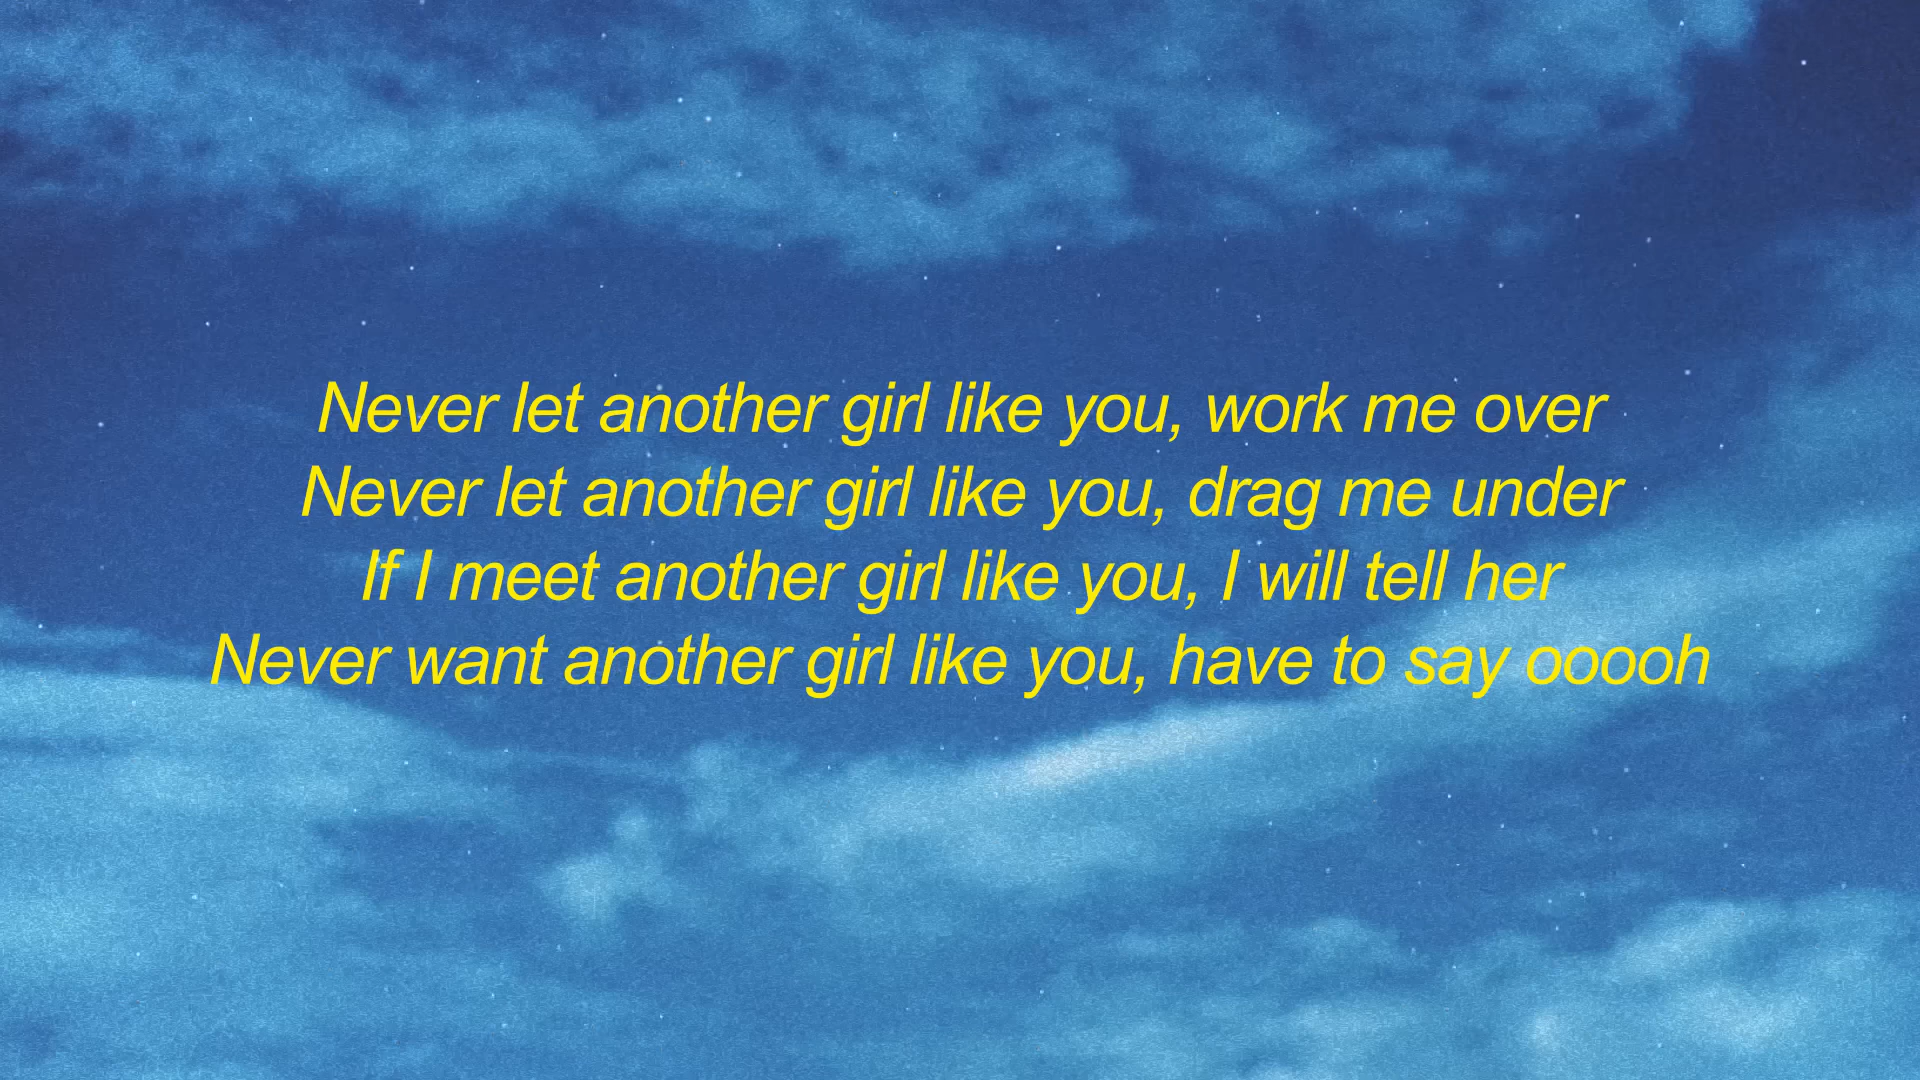 Never let another girl like you, work me over
Never let another girl like you, drag me under
If I meet another girl like you, I will tell her
Never want another girl like you, have to say ooooh